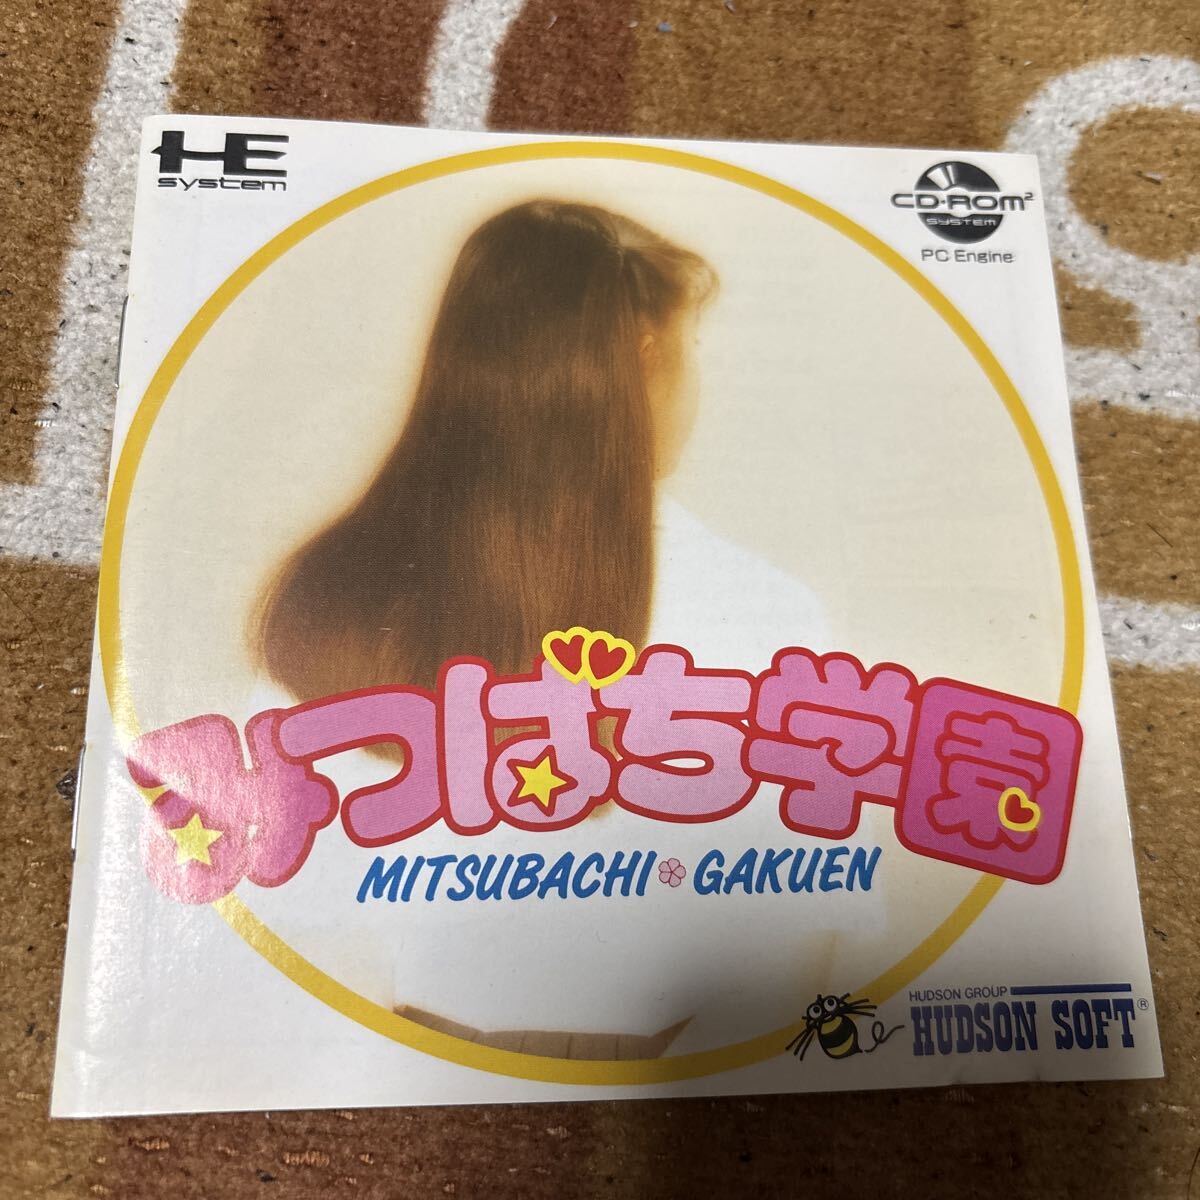 HE
system
CD-ROM²
SYSTEM
PC Engine
みつばち学園
MITSUBACHI GAKUEN
HUDSON GROUP
HUDSON SOFT®